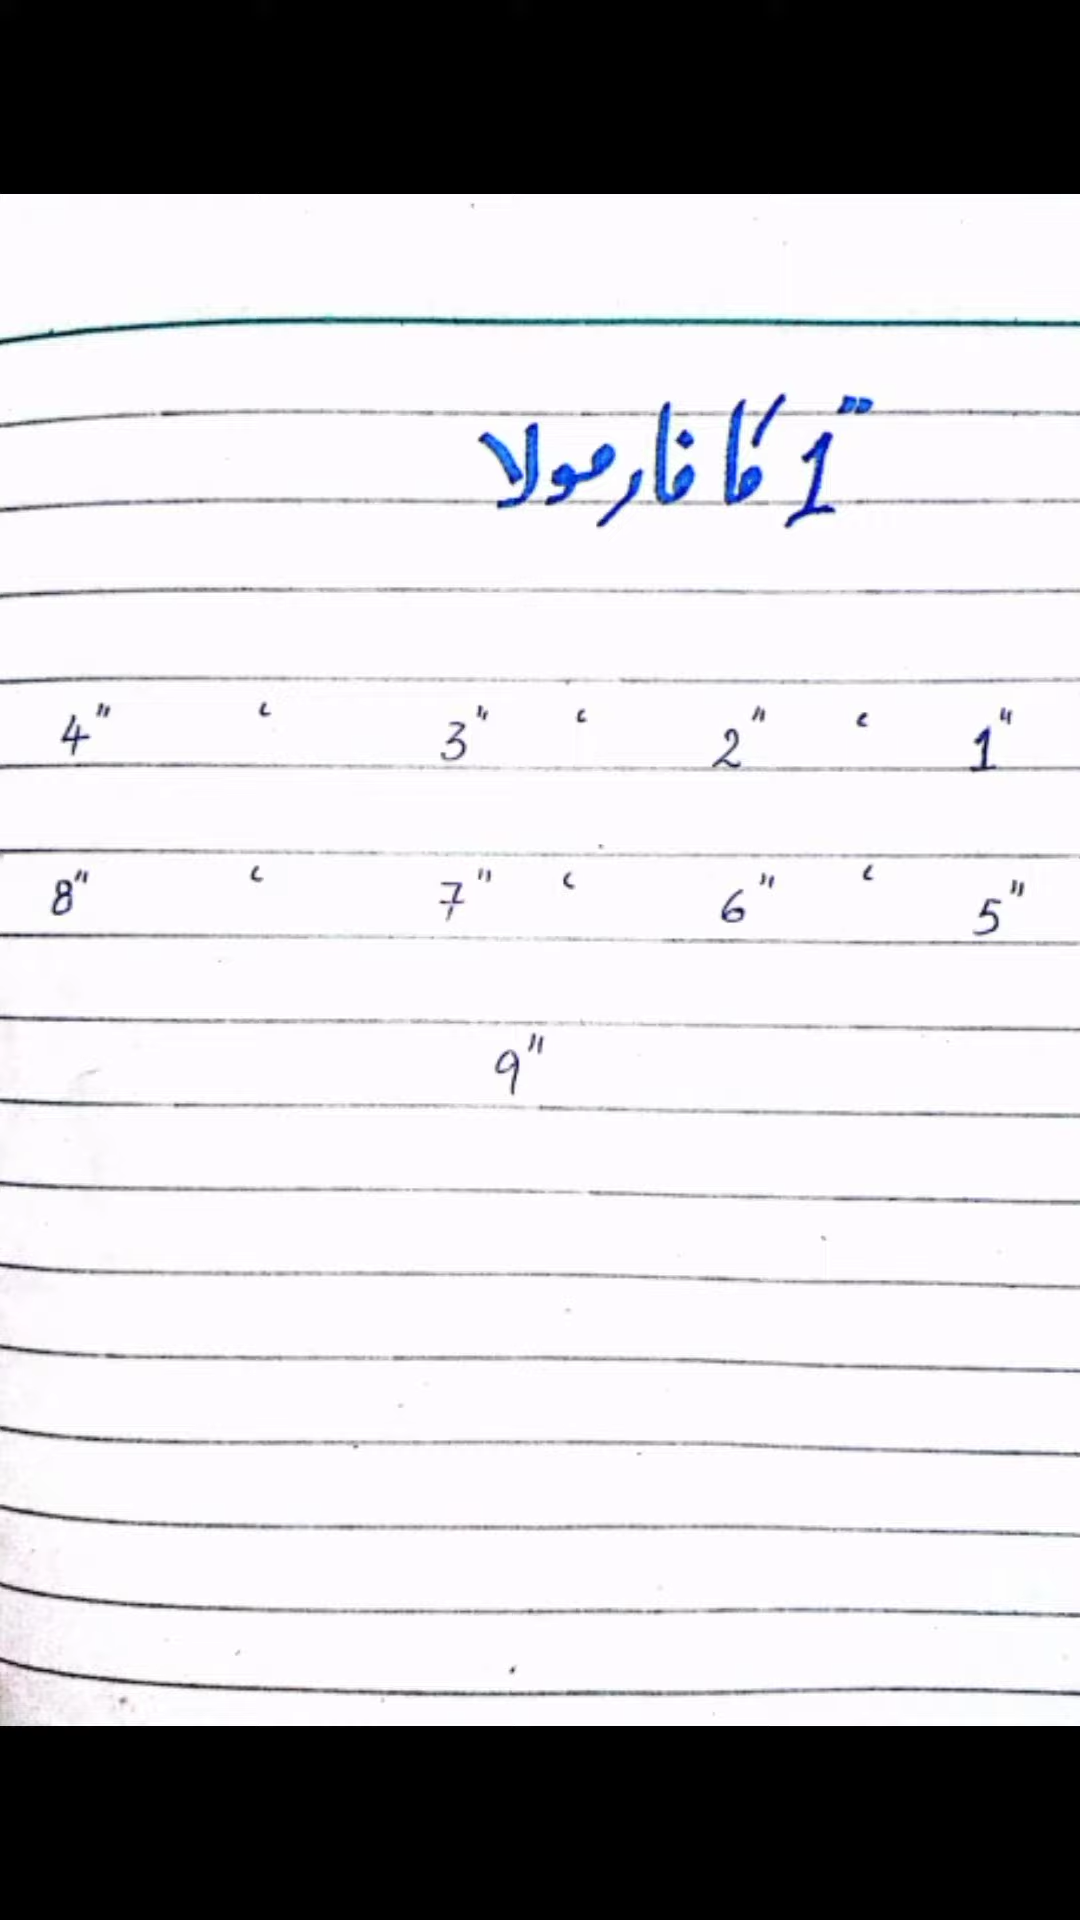 1" کا فارمولا
1" ، 2" ، 3" ، 4"
5" ، 6" ، 7" ، 8"
9"